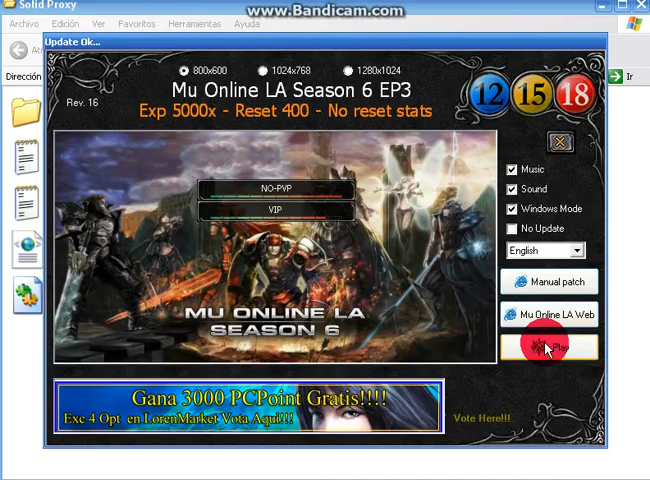 Solid Proxy
www.Bandicam.com
Archivo Edición Ver Favoritos Herramientas Ayuda
Dirección
Ir
Update Ok...
800x600 1024x768 1280x1024
Rev. 16
Mu Online LA Season 6 EP3
Exp 5000x - Reset 400 - No reset stats
12 15 18
NO-PVP
VIP
MU ONLINE LA
SEASON 6
Music
Sound
Windows Mode
No Update
English
Manual patch
Mu Online LA Web
Play
Gana 3000 PCPoint Gratis!!!!
Exc 4 Opt en LorenMarket Vota Aqui!!!
Vote Here!!!